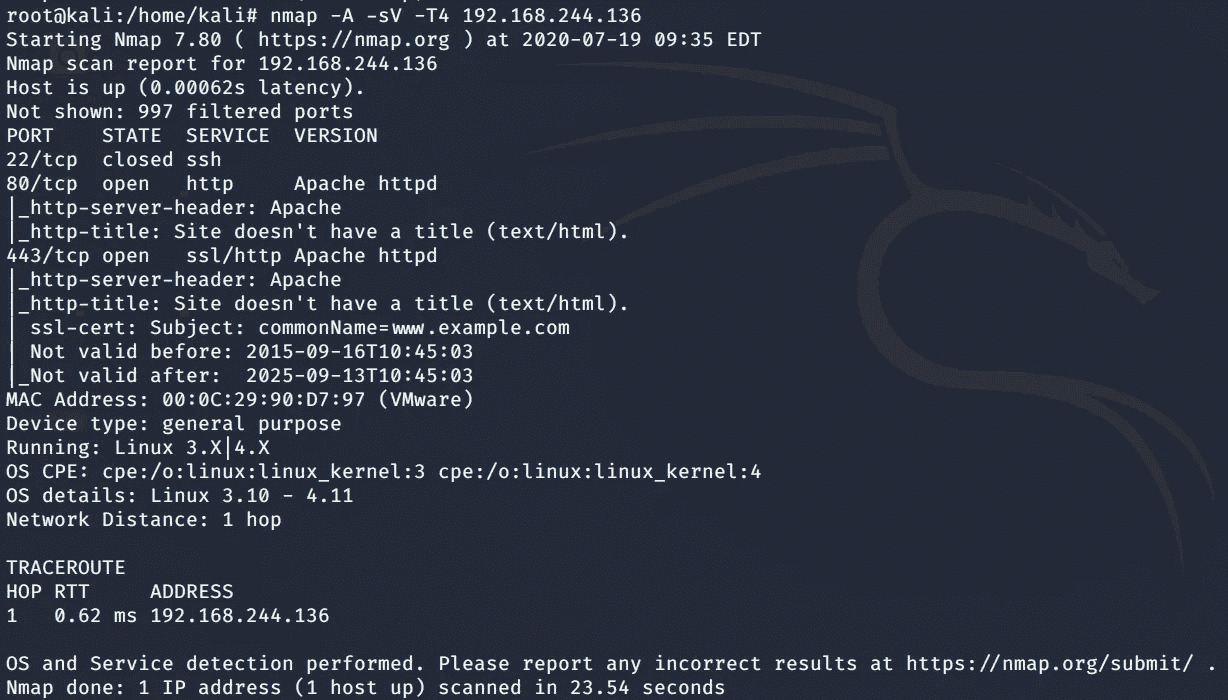 root@kali:/home/kali# nmap -A -sV -T4 192.168.244.136
Starting Nmap 7.80 ( https://nmap.org ) at 2020-07-19 09:35 EDT
Nmap scan report for 192.168.244.136
Host is up (0.00062s latency).
Not shown: 997 filtered ports
PORT    STATE  SERVICE  VERSION
22/tcp  closed ssh
80/tcp  open   http     Apache httpd
|_http-server-header: Apache
|_http-title: Site doesn't have a title (text/html).
443/tcp open   ssl/http Apache httpd
|_http-server-header: Apache
|_http-title: Site doesn't have a title (text/html).
| ssl-cert: Subject: commonName=www.example.com
| Not valid before: 2015-09-16T10:45:03
|_Not valid after:  2025-09-13T10:45:03
MAC Address: 00:0C:29:90:D7:97 (VMware)
Device type: general purpose
Running: Linux 3.X|4.X
OS CPE: cpe:/o:linux:linux_kernel:3 cpe:/o:linux:linux_kernel:4
OS details: Linux 3.10 - 4.11
Network Distance: 1 hop

TRACEROUTE
HOP RTT     ADDRESS
1   0.62 ms 192.168.244.136

OS and Service detection performed. Please report any incorrect results at https://nmap.org/submit/ .
Nmap done: 1 IP address (1 host up) scanned in 23.54 seconds